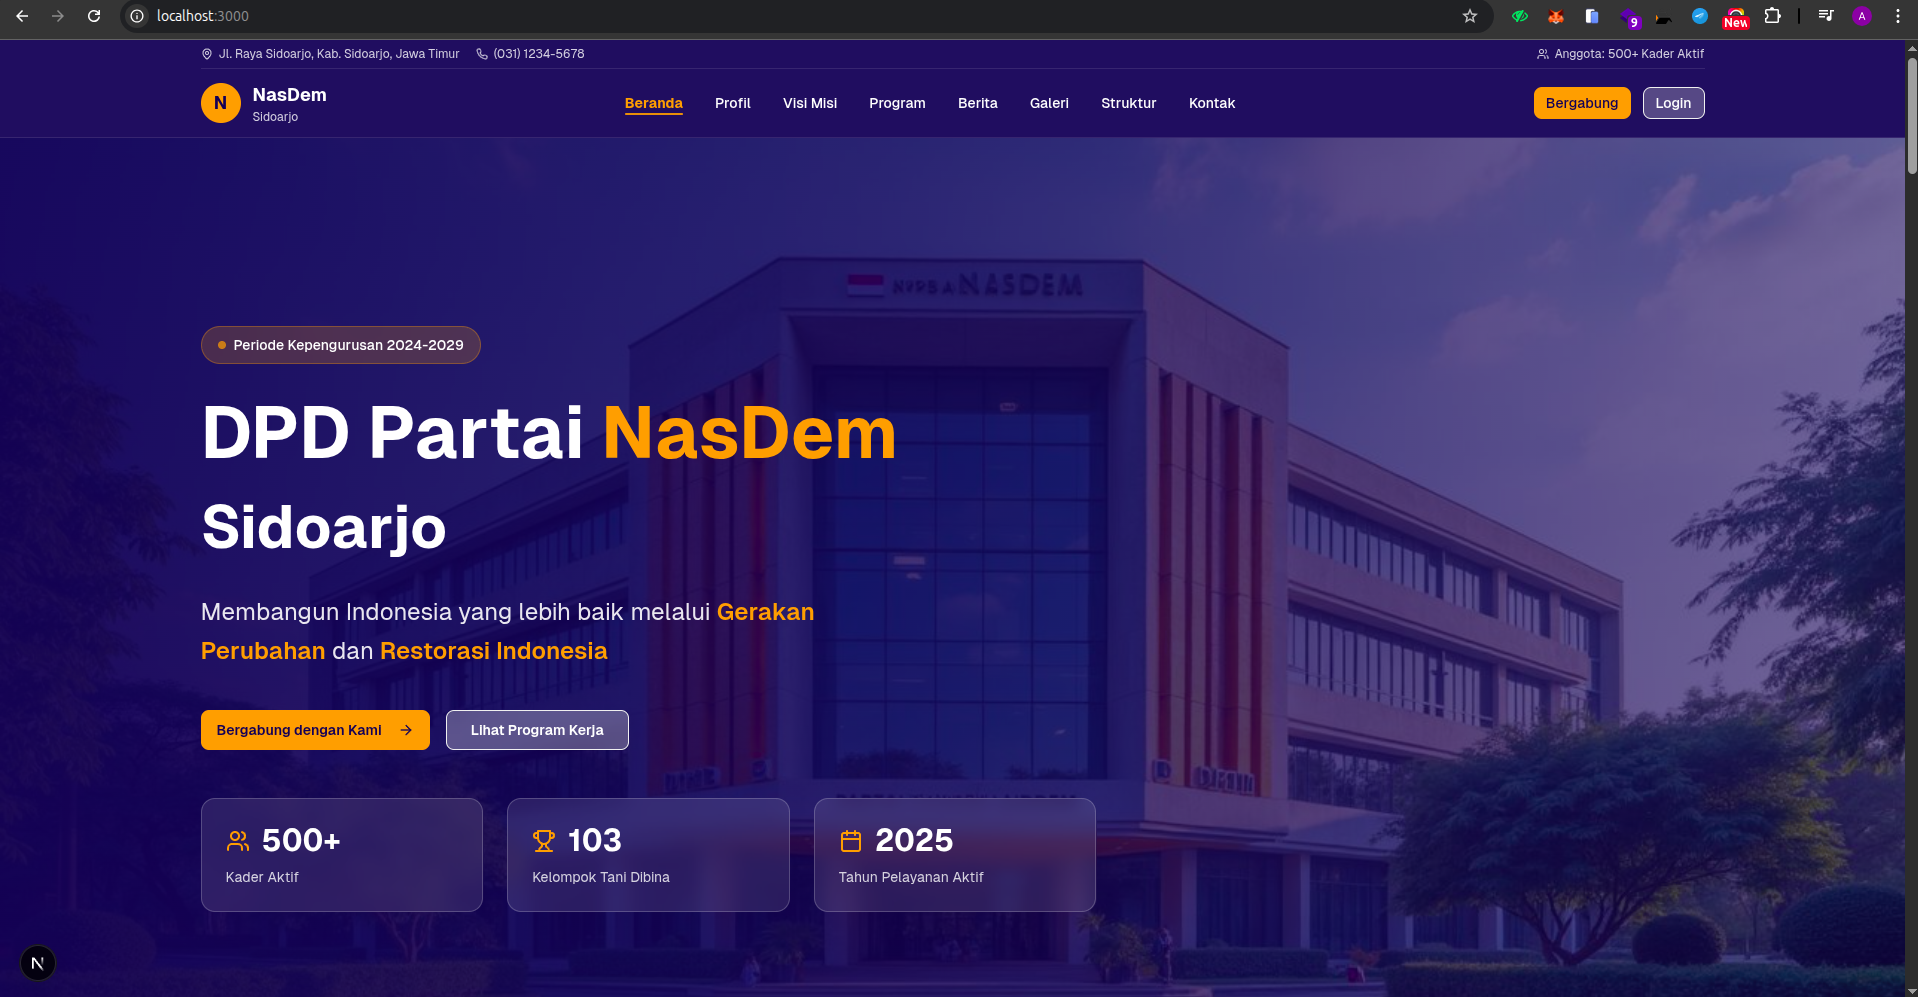 localhost:3000
9
New
A
Jl. Raya Sidoarjo, Kab. Sidoarjo, Jawa Timur
(031) 1234-5678
Anggota: 500+ Kader Aktif
N
NasDem
Sidoarjo
Beranda
Profil
Visi Misi
Program
Berita
Galeri
Struktur
Kontak
Bergabung
Login
NASDEM
Periode Kepengurusan 2024-2029
DPD Partai NasDem
Sidoarjo
Membangun Indonesia yang lebih baik melalui Gerakan
Perubahan dan Restorasi Indonesia
Bergabung dengan Kami
Lihat Program Kerja
500+
Kader Aktif
103
Kelompok Tani Dibina
2025
Tahun Pelayanan Aktif
N